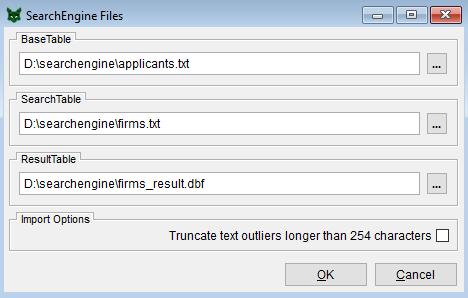 SearchEngine Files
BaseTable
D:\searchengine\applicants.txt
...
SearchTable
D:\searchengine\firms.txt
...
ResultTable
D:\searchengine\firms_result.dbf
...
Import Options
Truncate text outliers longer than 254 characters
OK Cancel